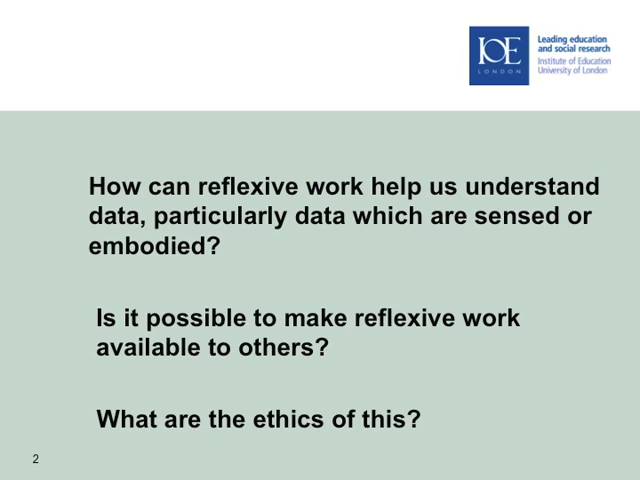 IOE
LONDON
Leading education
and social research
Institute of Education
University of London
How can reflexive work help us understand
data, particularly data which are sensed or
embodied?
Is it possible to make reflexive work
available to others?
What are the ethics of this?
2